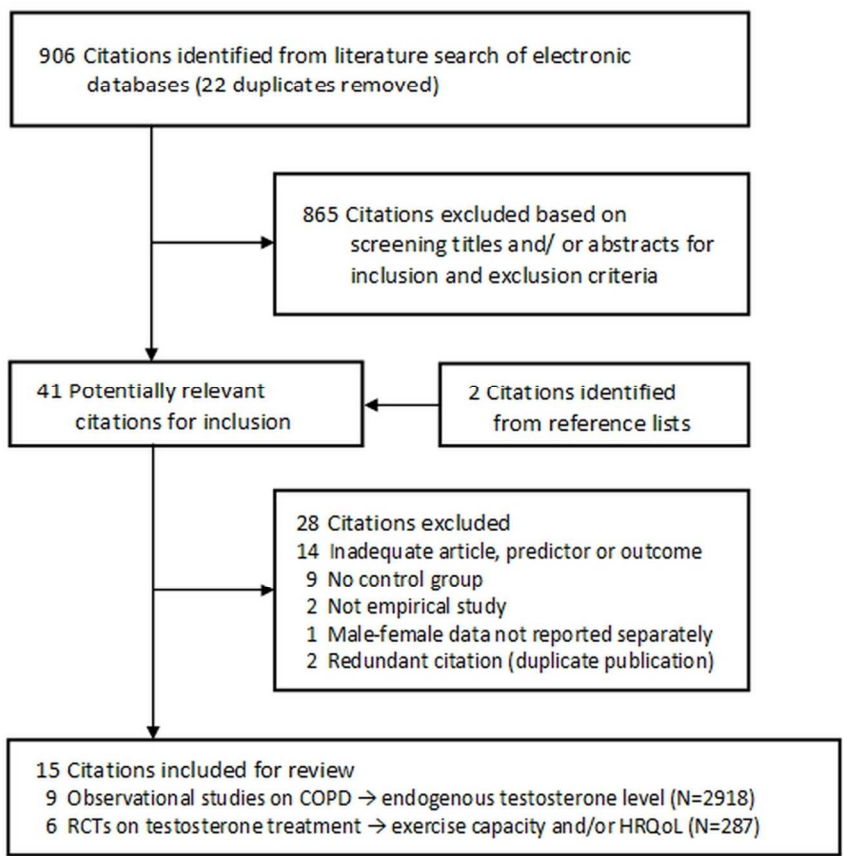 906 Citations identified from literature search of electronic
databases (22 duplicates removed)
865 Citations excluded based on
screening titles and/ or abstracts for
inclusion and exclusion criteria
41 Potentially relevant
citations for inclusion
2 Citations identified
from reference lists
28 Citations excluded
14 Inadequate article, predictor or outcome
9 No control group
2 Not empirical study
1 Male-female data not reported separately
2 Redundant citation (duplicate publication)
15 Citations included for review
9 Observational studies on COPD → endogenous testosterone level (N=2918)
6 RCTs on testosterone treatment → exercise capacity and/or HRQoL (N=287)